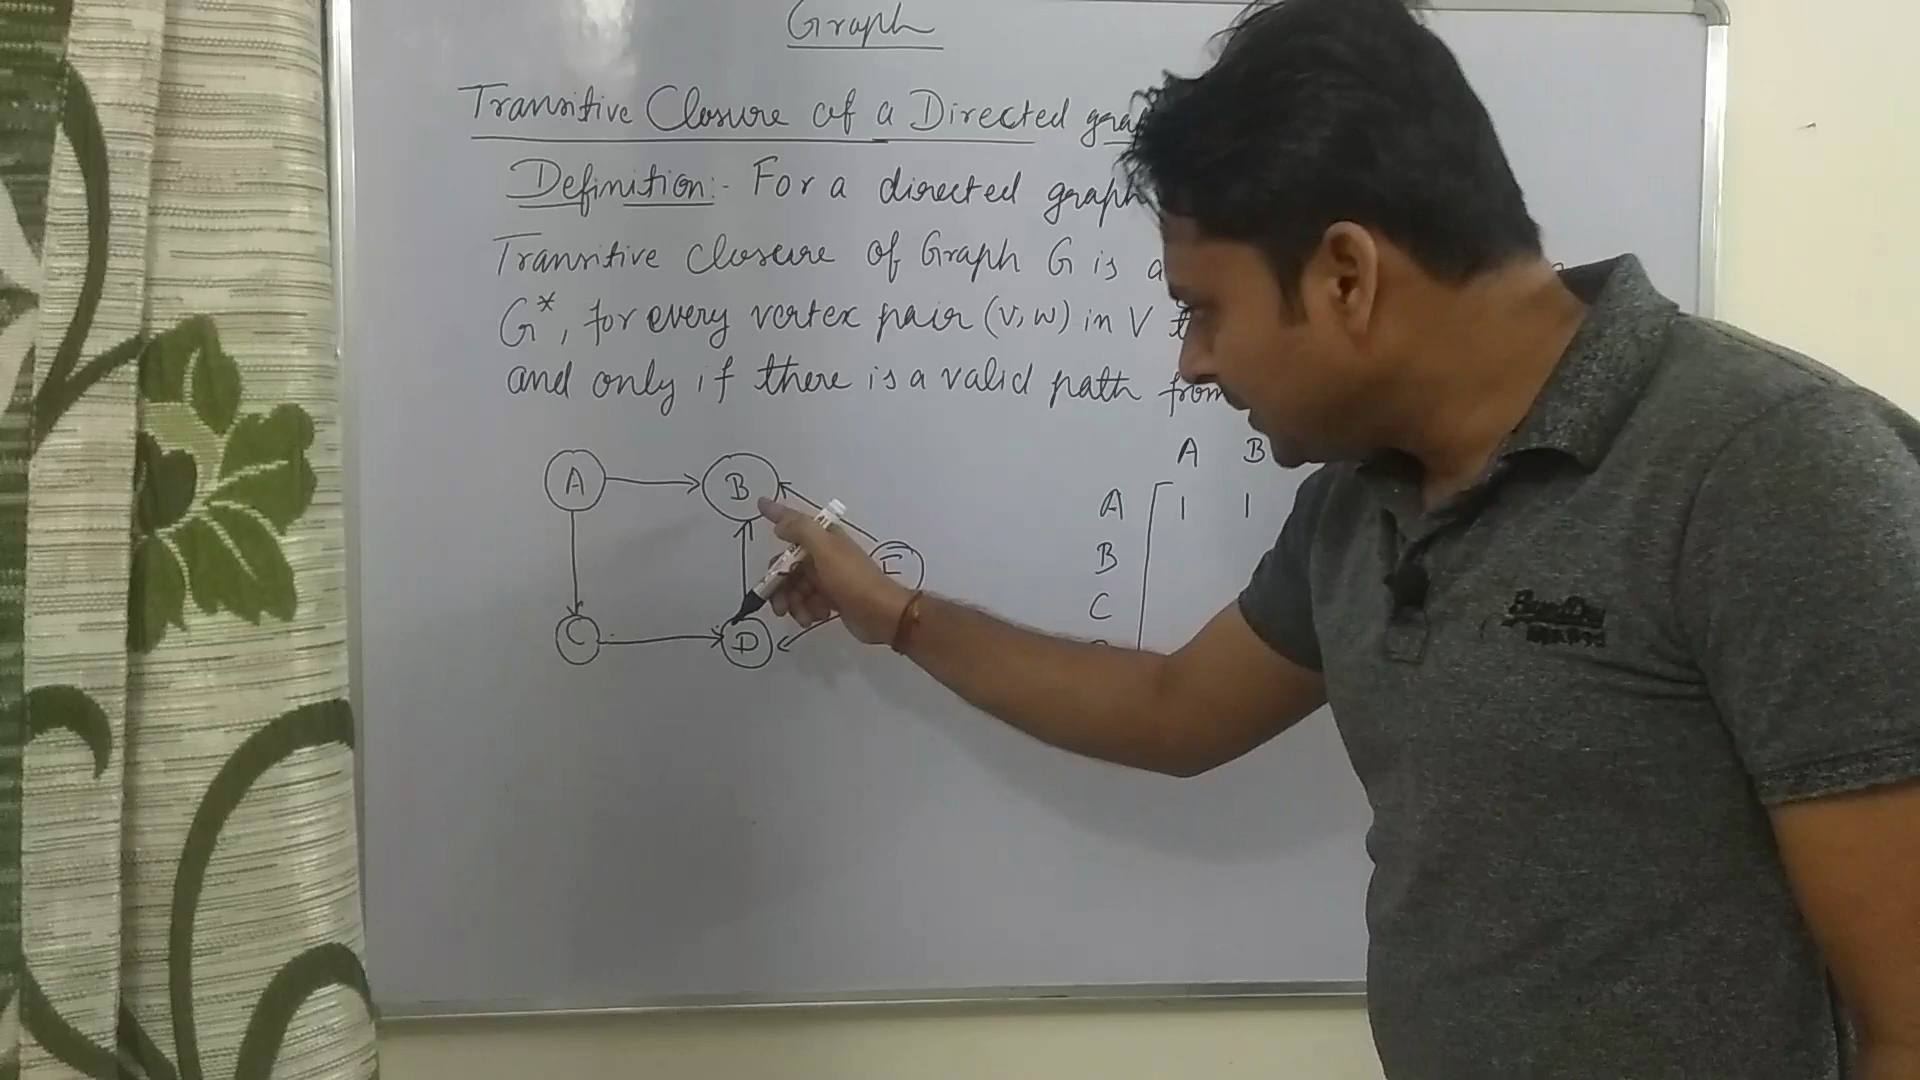 Graph
Transitive Closure of a Directed
Definition:- For a directed graph
Transitive closure of Graph G is a
G*, for every vertex pair (v,w) in V
and only if there is a valid path from
A B
A B
A 1 1
E
B
C
C D